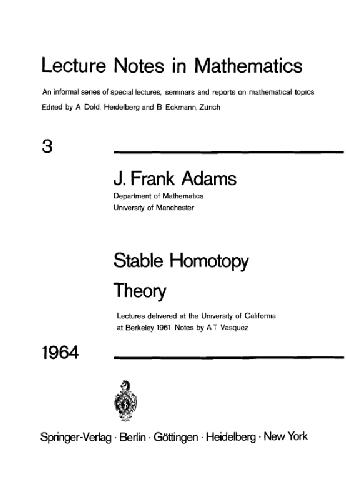 Lecture Notes in Mathematics
An informal series of special lectures, seminars and reports on mathematical topics
Edited by A. Dold, Heidelberg and B. Eckmann, Zürich
3
J. Frank Adams
Department of Mathematics
University of Manchester
Stable Homotopy
Theory
Lectures delivered at the University of California
at Berkeley 1961 Notes by A.T. Vasquez
1964
Springer-Verlag · Berlin · Göttingen · Heidelberg · New York